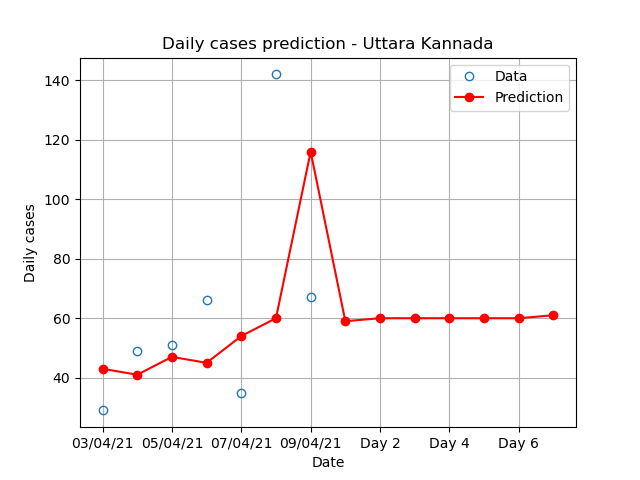 Daily cases prediction - Uttara Kannada
Data
Prediction
Daily cases
140
120
100
80
60
40
03/04/21 05/04/21 07/04/21 09/04/21 Day 2 Day 4 Day 6
Date